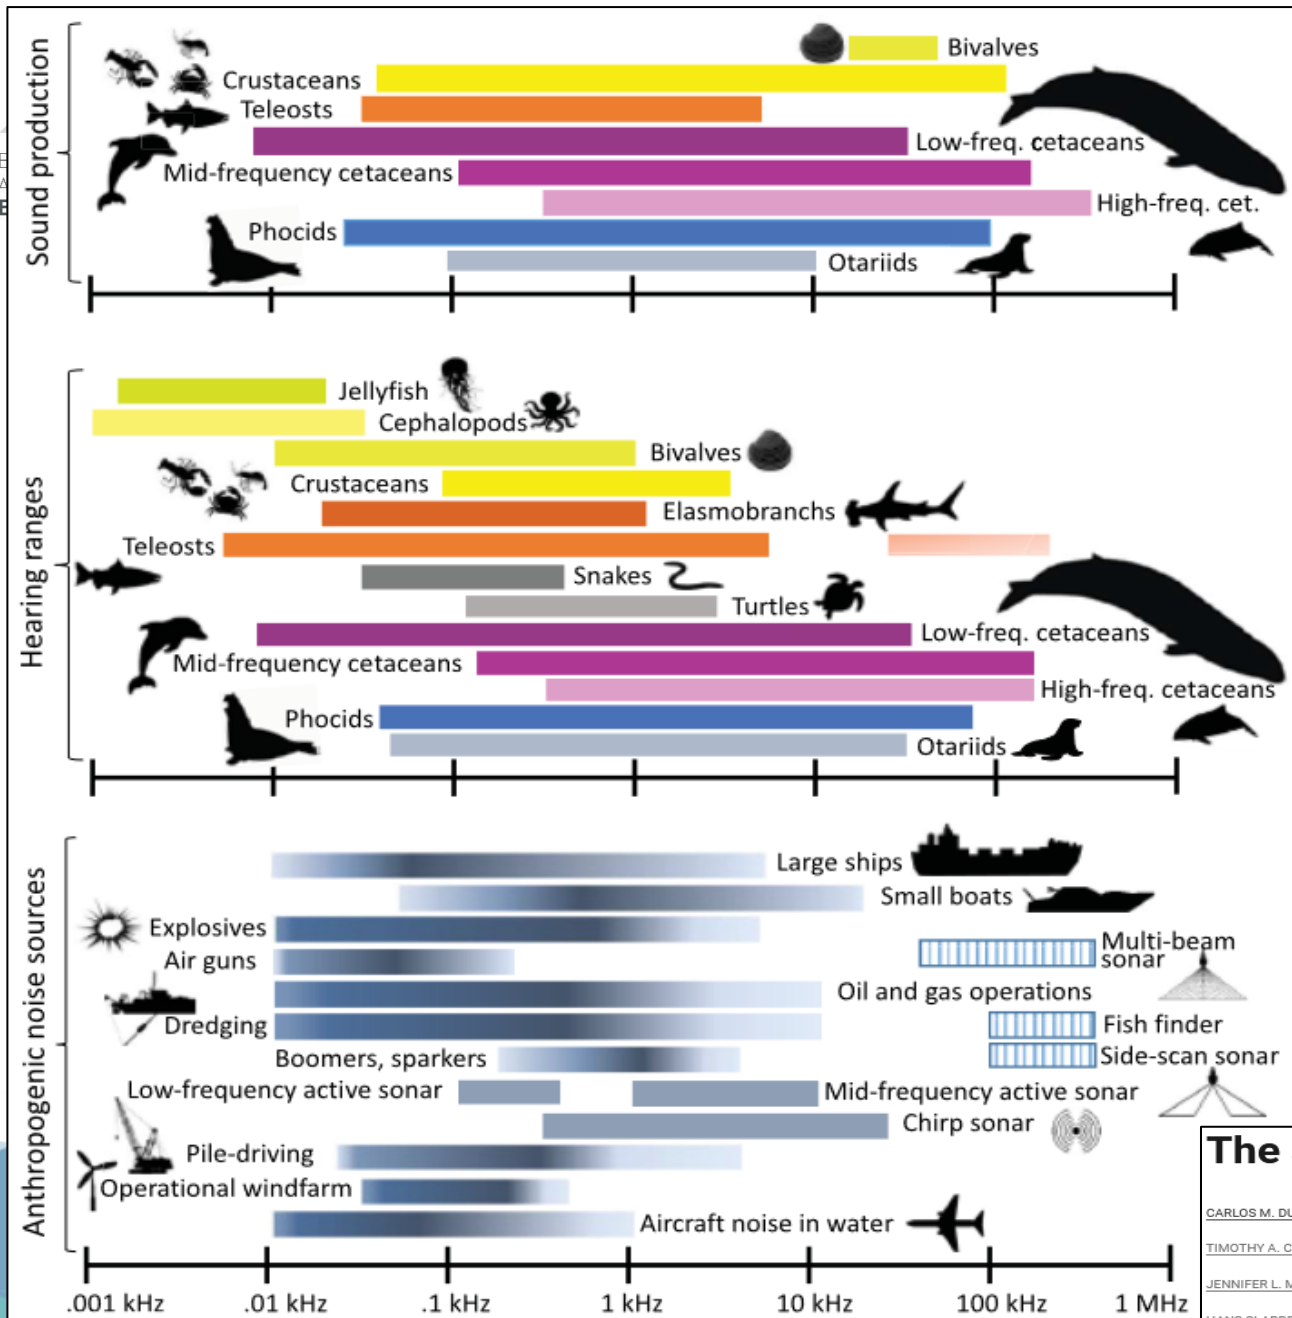 Sound production
Bivalves
Crustaceans
Teleosts
Low-freq. cetaceans
Mid-frequency cetaceans
High-freq. cet.
Phocids
Otariids
Hearing ranges
Jellyfish
Cephalopods
Bivalves
Crustaceans
Elasmobranchs
Teleosts
Snakes
Turtles
Low-freq. cetaceans
Mid-frequency cetaceans
High-freq. cetaceans
Phocids
Otariids
Anthropogenic noise sources
Large ships
Small boats
Explosives
Multi-beam
sonar
Air guns
Oil and gas operations
Dredging
Fish finder
Boomers, sparkers
Side-scan sonar
Low-frequency active sonar
Mid-frequency active sonar
Chirp sonar
Pile-driving
Operational windfarm
Aircraft noise in water
.001 kHz .01 kHz .1 kHz 1 kHz 10 kHz 100 kHz 1 MHz
The
CARLOS M. DU
TIMOTHY A. C
JENNIFER L. M